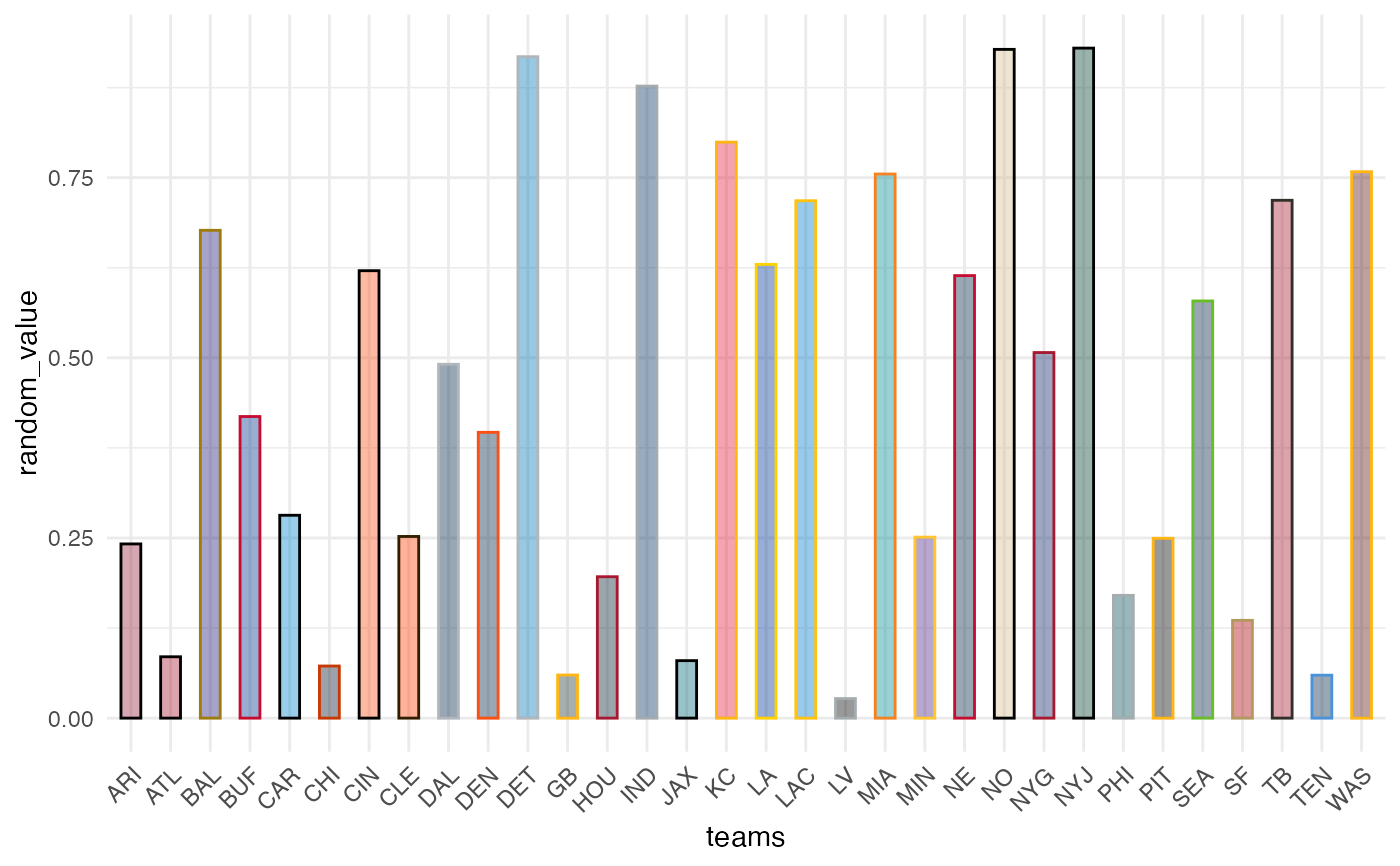 random_value
0.75
0.50
0.25
0.00
ARI ATL BAL BUF CAR CHI CIN CLE DAL DEN DET GB HOU IND JAX KC LA LAC LV MIA MIN NE NO NYG NYJ PHI PIT SEA SF TB TEN WAS
teams